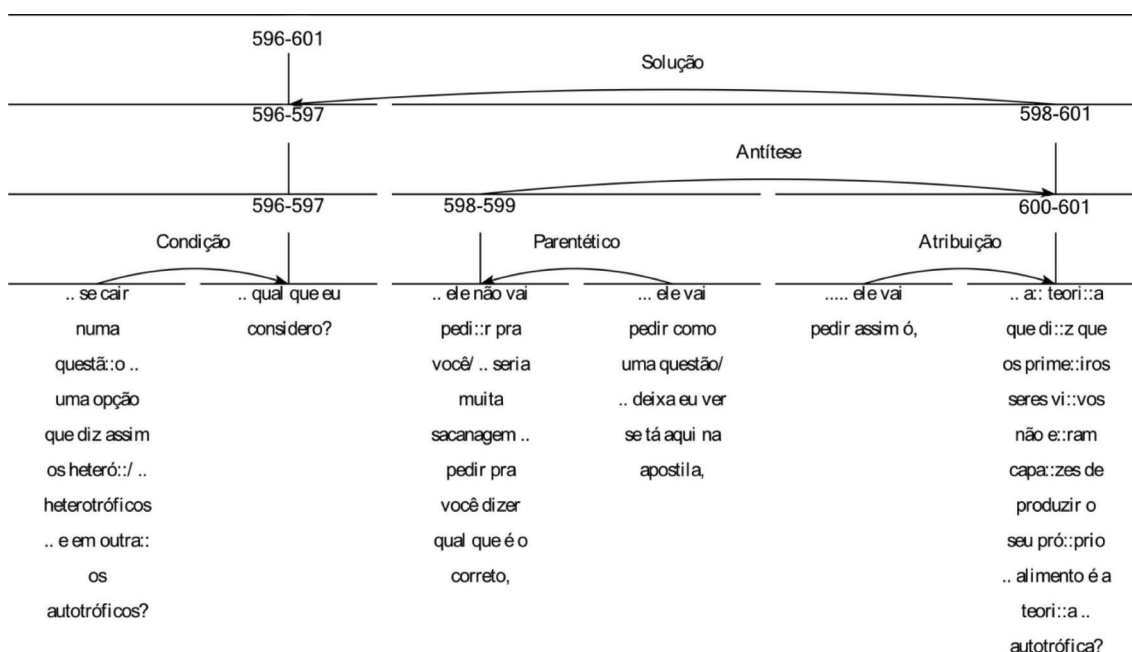 596-601
Solução
596-597
598-601
Antítese
596-597
598-599
600-601
Condição
Parentético
Atribuição
.. se cair
numa
questã::o ..
uma opção
que diz assim
os heteró::/ ..
heterotróficos
.. e em outra::
os
autotróficos?
.. qual que eu
considero?
.. ele não vai
pedi::r pra
você/ .. seria
muita
sacanagem ..
pedir pra
você dizer
qual que é o
correto,
... ele vai
pedir como
uma questão/
.. deixa eu ver
se tá aqui na
apostila,
..... ele vai
pedir assim ó,
.. a:: teori::a
que di::z que
os prime::iros
seres vi::vos
não e::ram
capa::zes de
produzir o
seu pró::prio
.. alimento é a
teori::a ..
autotrófica?